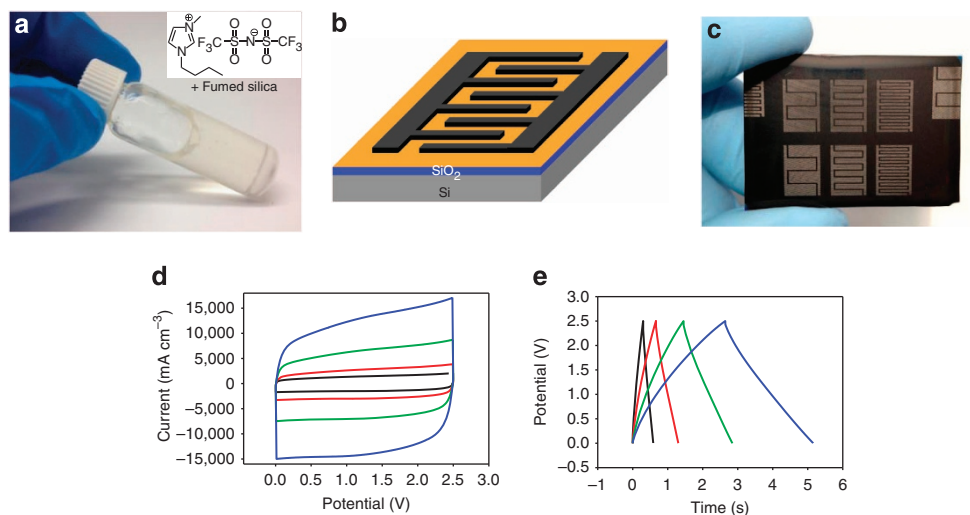 a
⊕
N
N
F3C S N S CF3
⊖
O O
O O
+ Fumed silica
b
SiO2
Si
c
d
15,000
10,000
5,000
0
−5,000
−10,000
−15,000
Current (mA cm−3)
0.0 0.5 1.0 1.5 2.0 2.5 3.0
Potential (V)
e
3.0
2.5
2.0
1.5
1.0
0.5
0.0
−0.5
Potential (V)
−1 0 1 2 3 4 5 6
Time (s)